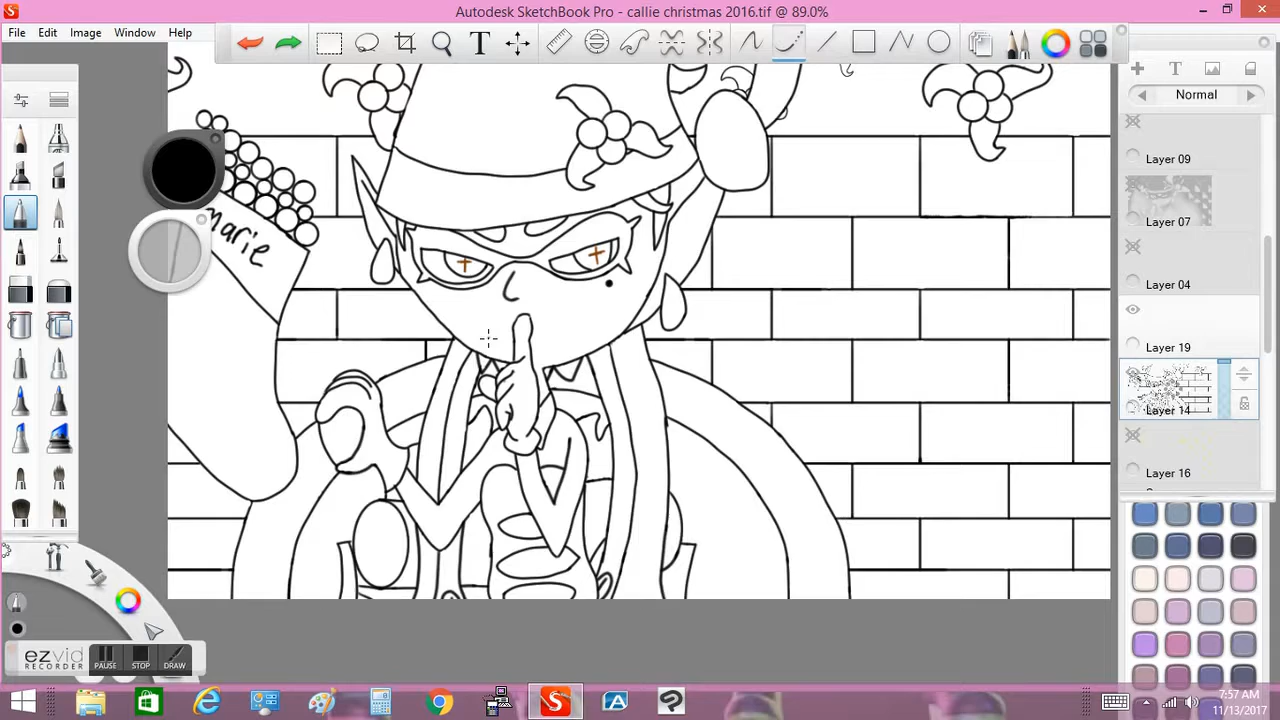 Autodesk SketchBook Pro - callie christmas 2016.tif @ 89.0%
File Edit Image Window Help
Normal
Layer 09
Layer 07
Layer 04
Layer 19
Layer 14
Layer 16
marie
ezvid
RECORDER
PAUSE STOP DRAW
7:57 AM
11/13/2017